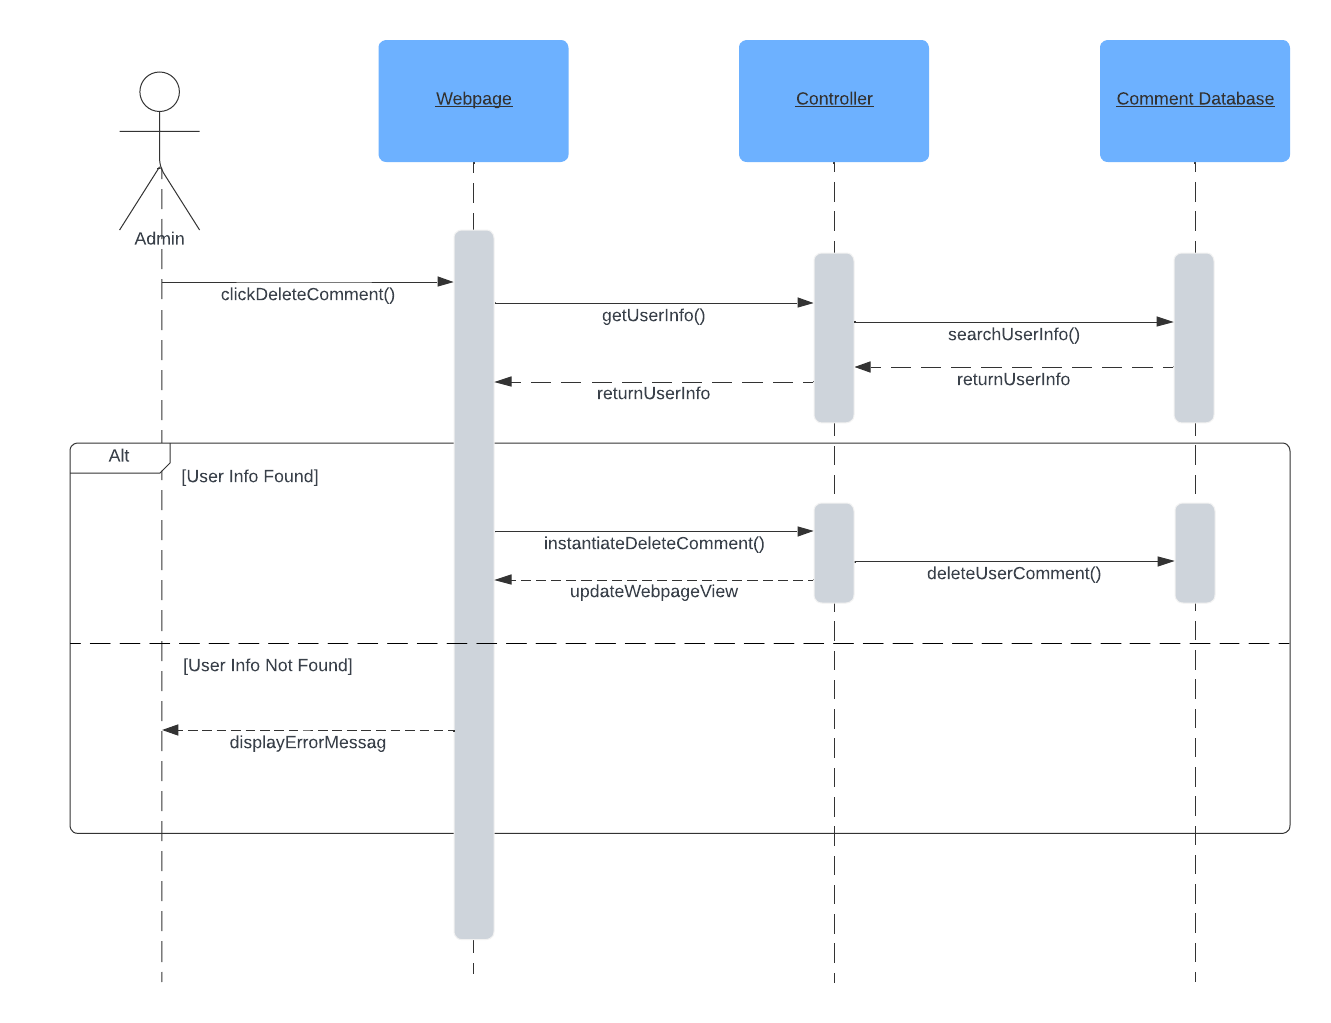 Webpage
Controller
Comment Database
Admin
clickDeleteComment()
getUserInfo()
searchUserInfo()
returnUserInfo
returnUserInfo
Alt
[User Info Found]
instantiateDeleteComment()
deleteUserComment()
updateWebpageView
[User Info Not Found]
displayErrorMessag